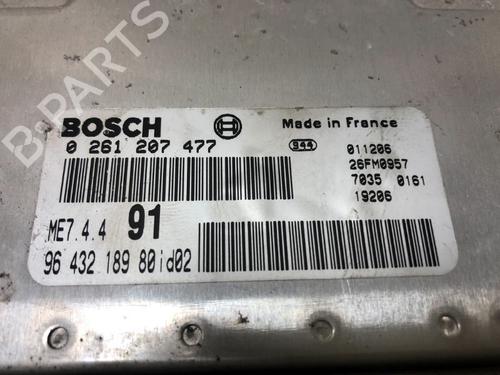 B-PARTS
BOSCH
Made in France
0 261 207 477
944
011206
26FM0957
7035 0161
19206
ME7.4.4 91
96 432 189 80id02